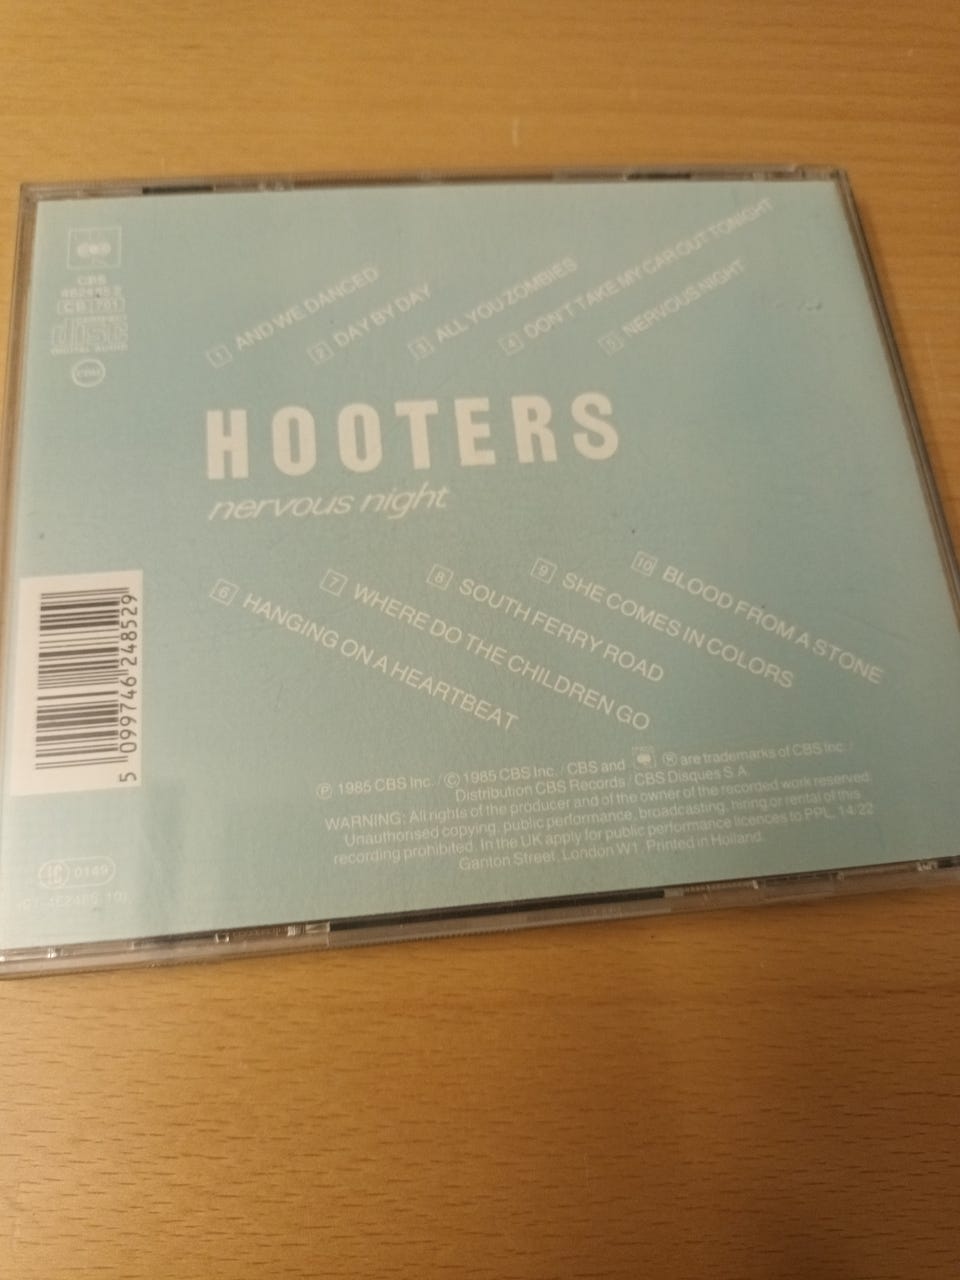 CBS
CBS
CB 701
COMPACT
disc
DIGITAL AUDIO
1 AND WE DANCED
2 DAY BY DAY
3 ALL YOU ZOMBIES
4 DON'T TAKE MY CAR OUT TONIGHT
5 NERVOUS NIGHT
HOOTERS
nervous night
6 HANGING ON A HEARTBEAT
7 WHERE DO THE CHILDREN GO
8 SOUTH FERRY ROAD
9 SHE COMES IN COLORS
10 BLOOD FROM A STONE
5 099746 248529
℗ 1985 CBS Inc. / © 1985 CBS Inc. / CBS and ® are trademarks of CBS Inc. /
Distribution CBS Records / CBS Disques S.A.
WARNING: All rights of the producer and of the owner of the recorded work reserved.
Unauthorised copying, public performance, broadcasting, hiring or rental of this
recording prohibited. In the UK apply for public performance licences to PPL, 14/22
Ganton Street, London W1. Printed in Holland.
LC 0149